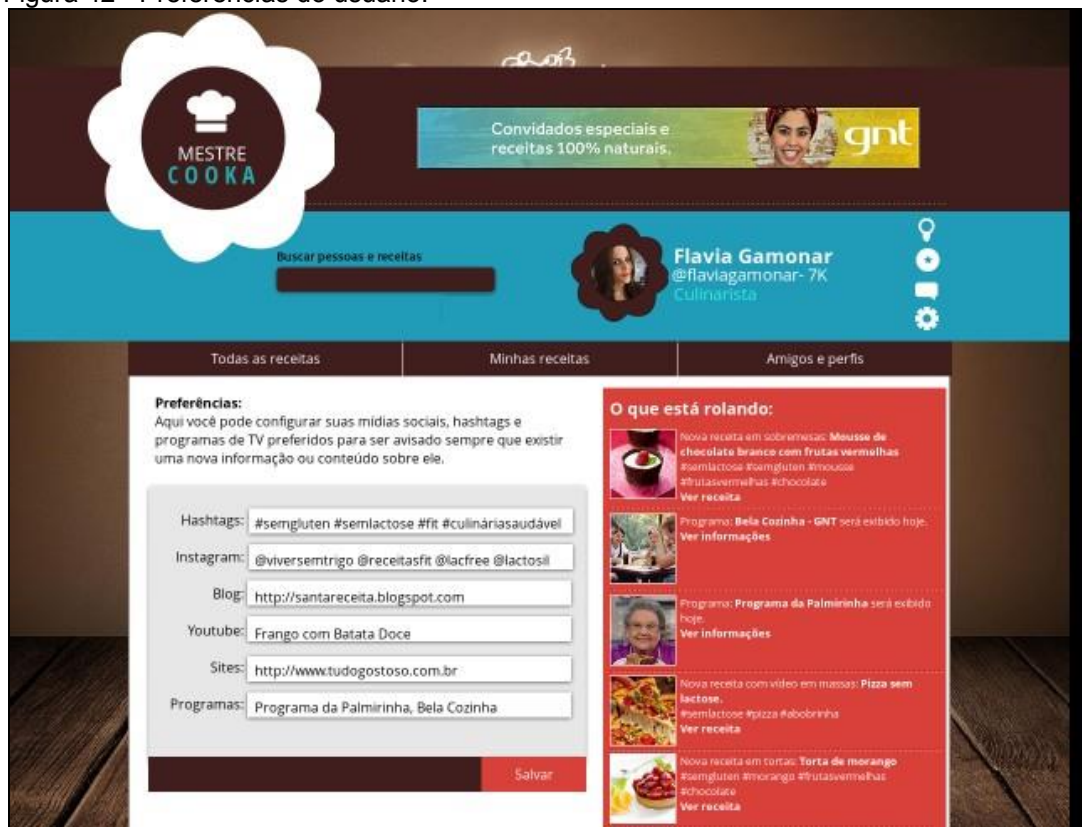 Figura 42 - Preferências do usuário.
MESTRE
COOKA
Convidados especiais e
receitas 100% naturais.
gnt
Buscar pessoas e receitas
Flavia Gamonar
@flaviagamonar- 7K
Culinarista
Todas as receitas
Minhas receitas
Amigos e perfis
Preferências:
Aqui você pode configurar suas mídias sociais, hashtags e
programas de TV preferidos para ser avisado sempre que existir
uma nova informação ou conteúdo sobre ele.
Hashtags: #semgluten #semlactose #fit #culináriasaudável
Instagram: @viversemtrigo @receitasfit @lacfree @lactosil
Blog: http://santareceita.blogspot.com
Youtube: Frango com Batata Doce
Sites: http://www.tudogostoso.com.br
Programas: Programa da Palmirinha, Bela Cozinha
Salvar
O que está rolando:
Nova receita em sobremesas: Mousse de
chocolate branco com frutas vermelhas
#semlactose #semgluten #mousse
#frutasvermelhas #chocolate
Ver receita
Programa: Bela Cozinha - GNT será exibido hoje.
Ver informações
Programa: Programa da Palmirinha será exibido
hoje.
Ver informações
Nova receita com vídeo em massas: Pizza sem
lactose.
#semlactose #pizza #abobrinha
Ver receita
Nova receita em tortas: Torta de morango
#semgluten #morango #frutasvermelhas
#chocolate
Ver receita